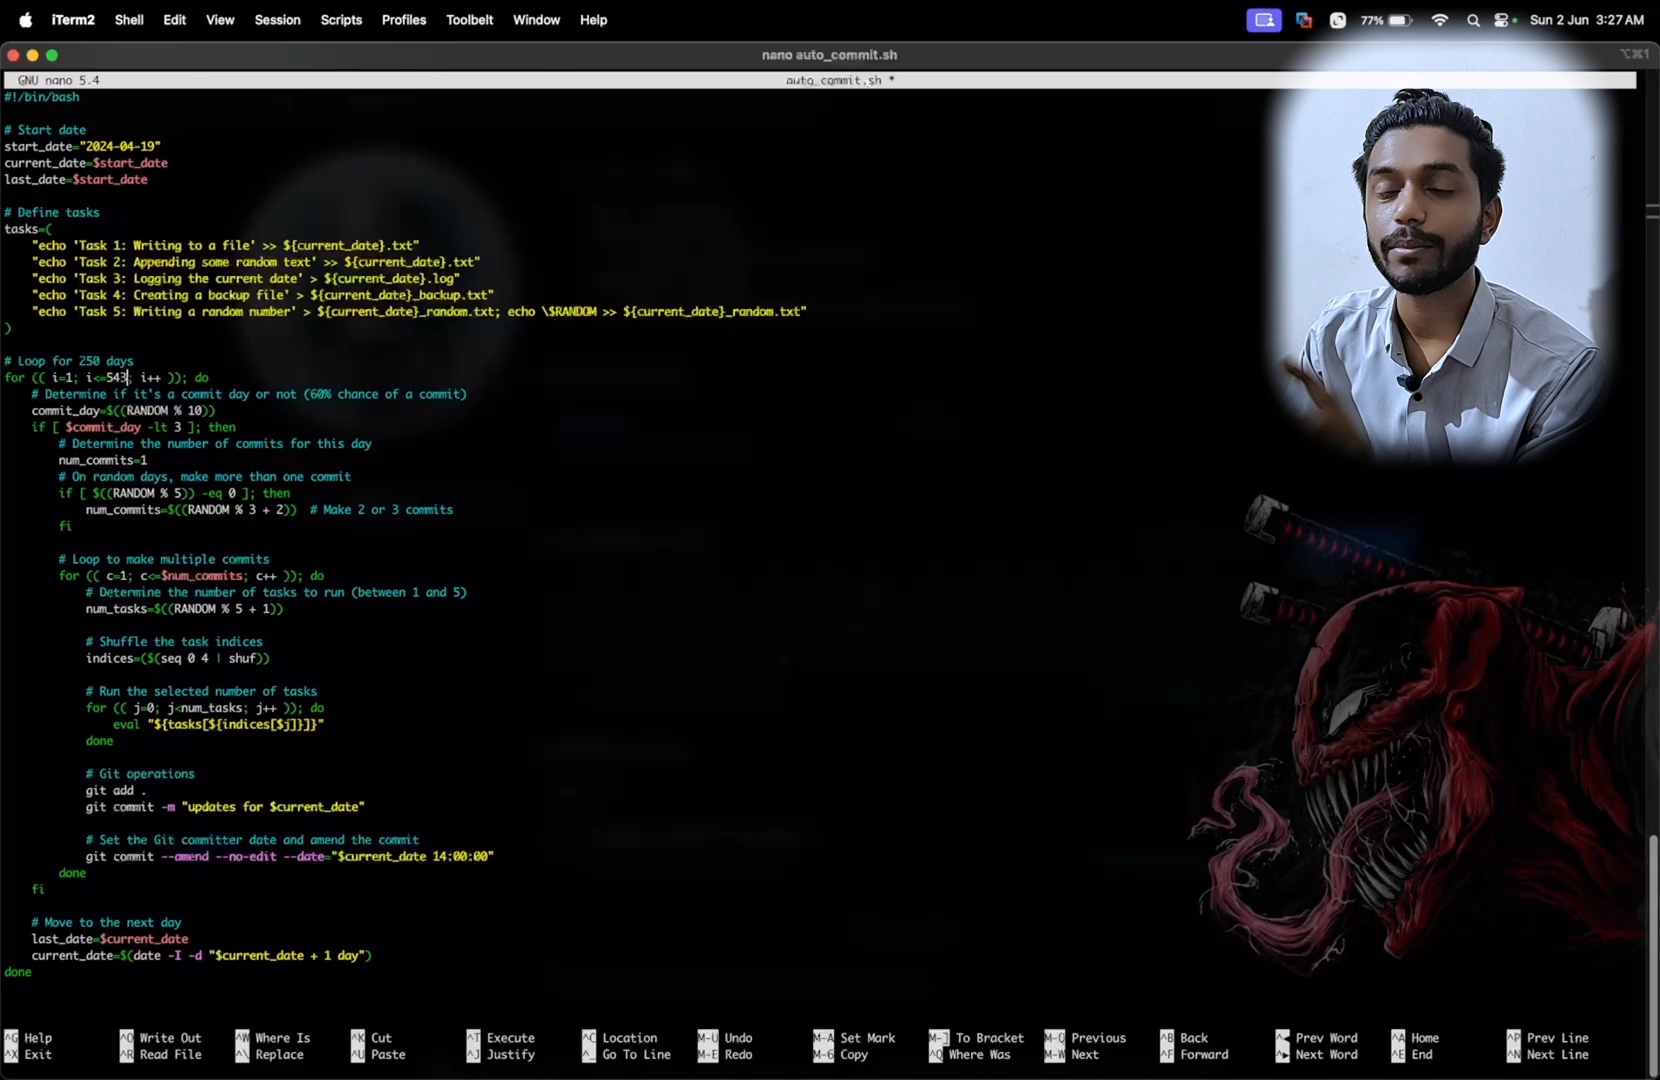 iTerm2 Shell Edit View Session Scripts Profiles Toolbelt Window Help 77% Sun 2 Jun 3:27 AM
nano auto_commit.sh ⌥⌘1
GNU nano 5.4 auto_commit.sh *
#!/bin/bash
# Start date
start_date="2024-04-19"
current_date=$start_date
last_date=$start_date
# Define tasks
tasks=(
"echo 'Task 1: Writing to a file' >> ${current_date}.txt"
"echo 'Task 2: Appending some random text' >> ${current_date}.txt"
"echo 'Task 3: Logging the current date' > ${current_date}.log"
"echo 'Task 4: Creating a backup file' > ${current_date}_backup.txt"
"echo 'Task 5: Writing a random number' > ${current_date}_random.txt; echo \$RANDOM >> ${current_date}_random.txt"
)
# Loop for 250 days
for (( i=1; i<=543; i++ )); do
# Determine if it's a commit day or not (60% chance of a commit)
commit_day=$((RANDOM % 10))
if [ $commit_day -lt 3 ]; then
# Determine the number of commits for this day
num_commits=1
# On random days, make more than one commit
if [ $((RANDOM % 5)) -eq 0 ]; then
num_commits=$((RANDOM % 3 + 2)) # Make 2 or 3 commits
fi
# Loop to make multiple commits
for (( c=1; c<=$num_commits; c++ )); do
# Determine the number of tasks to run (between 1 and 5)
num_tasks=$((RANDOM % 5 + 1))
# Shuffle the task indices
indices=($(seq 0 4 | shuf))
# Run the selected number of tasks
for (( j=0; j<num_tasks; j++ )); do
eval "${tasks[${indices[$j]}]}"
done
# Git operations
git add .
git commit -m "updates for $current_date"
# Set the Git committer date and amend the commit
git commit --amend --no-edit --date="$current_date 14:00:00"
done
fi
# Move to the next day
last_date=$current_date
current_date=$(date -I -d "$current_date + 1 day")
done
^G Help ^O Write Out ^W Where Is ^K Cut ^T Execute ^C Location M-U Undo M-A Set Mark M-] To Bracket M-Q Previous ^B Back ^◂ Prev Word ^A Home ^P Prev Line
^X Exit ^R Read File ^\ Replace ^U Paste ^J Justify ^_ Go To Line M-E Redo M-6 Copy ^Q Where Was M-W Next ^F Forward ^▸ Next Word ^E End ^N Next Line